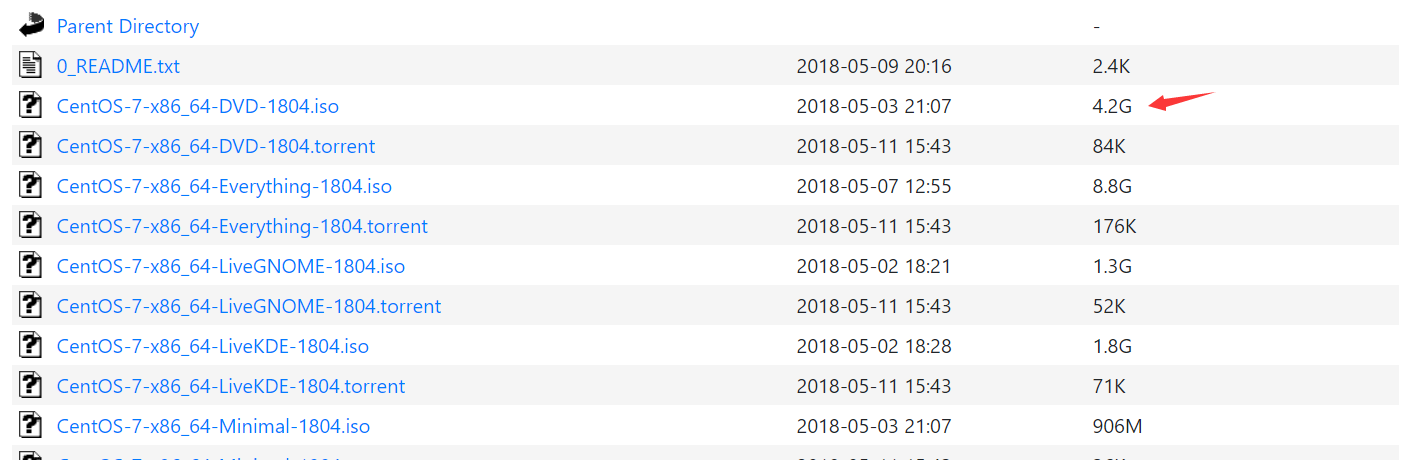 Parent Directory -
0_README.txt 2018-05-09 20:16 2.4K
CentOS-7-x86_64-DVD-1804.iso 2018-05-03 21:07 4.2G
CentOS-7-x86_64-DVD-1804.torrent 2018-05-11 15:43 84K
CentOS-7-x86_64-Everything-1804.iso 2018-05-07 12:55 8.8G
CentOS-7-x86_64-Everything-1804.torrent 2018-05-11 15:43 176K
CentOS-7-x86_64-LiveGNOME-1804.iso 2018-05-02 18:21 1.3G
CentOS-7-x86_64-LiveGNOME-1804.torrent 2018-05-11 15:43 52K
CentOS-7-x86_64-LiveKDE-1804.iso 2018-05-02 18:28 1.8G
CentOS-7-x86_64-LiveKDE-1804.torrent 2018-05-11 15:43 71K
CentOS-7-x86_64-Minimal-1804.iso 2018-05-03 21:07 906M